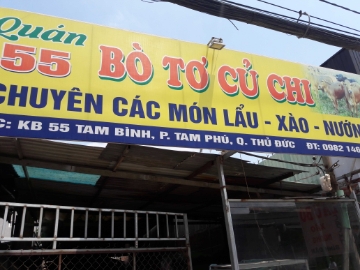 Quán
55 BÒ TƠ CỦ CHI
CHUYÊN CÁC MÓN LẨU - XÀO - NƯỚN
C: KB 55 TAM BÌNH, P. TAM PHÚ, Q. THỦ ĐỨC ĐT: 0982 146